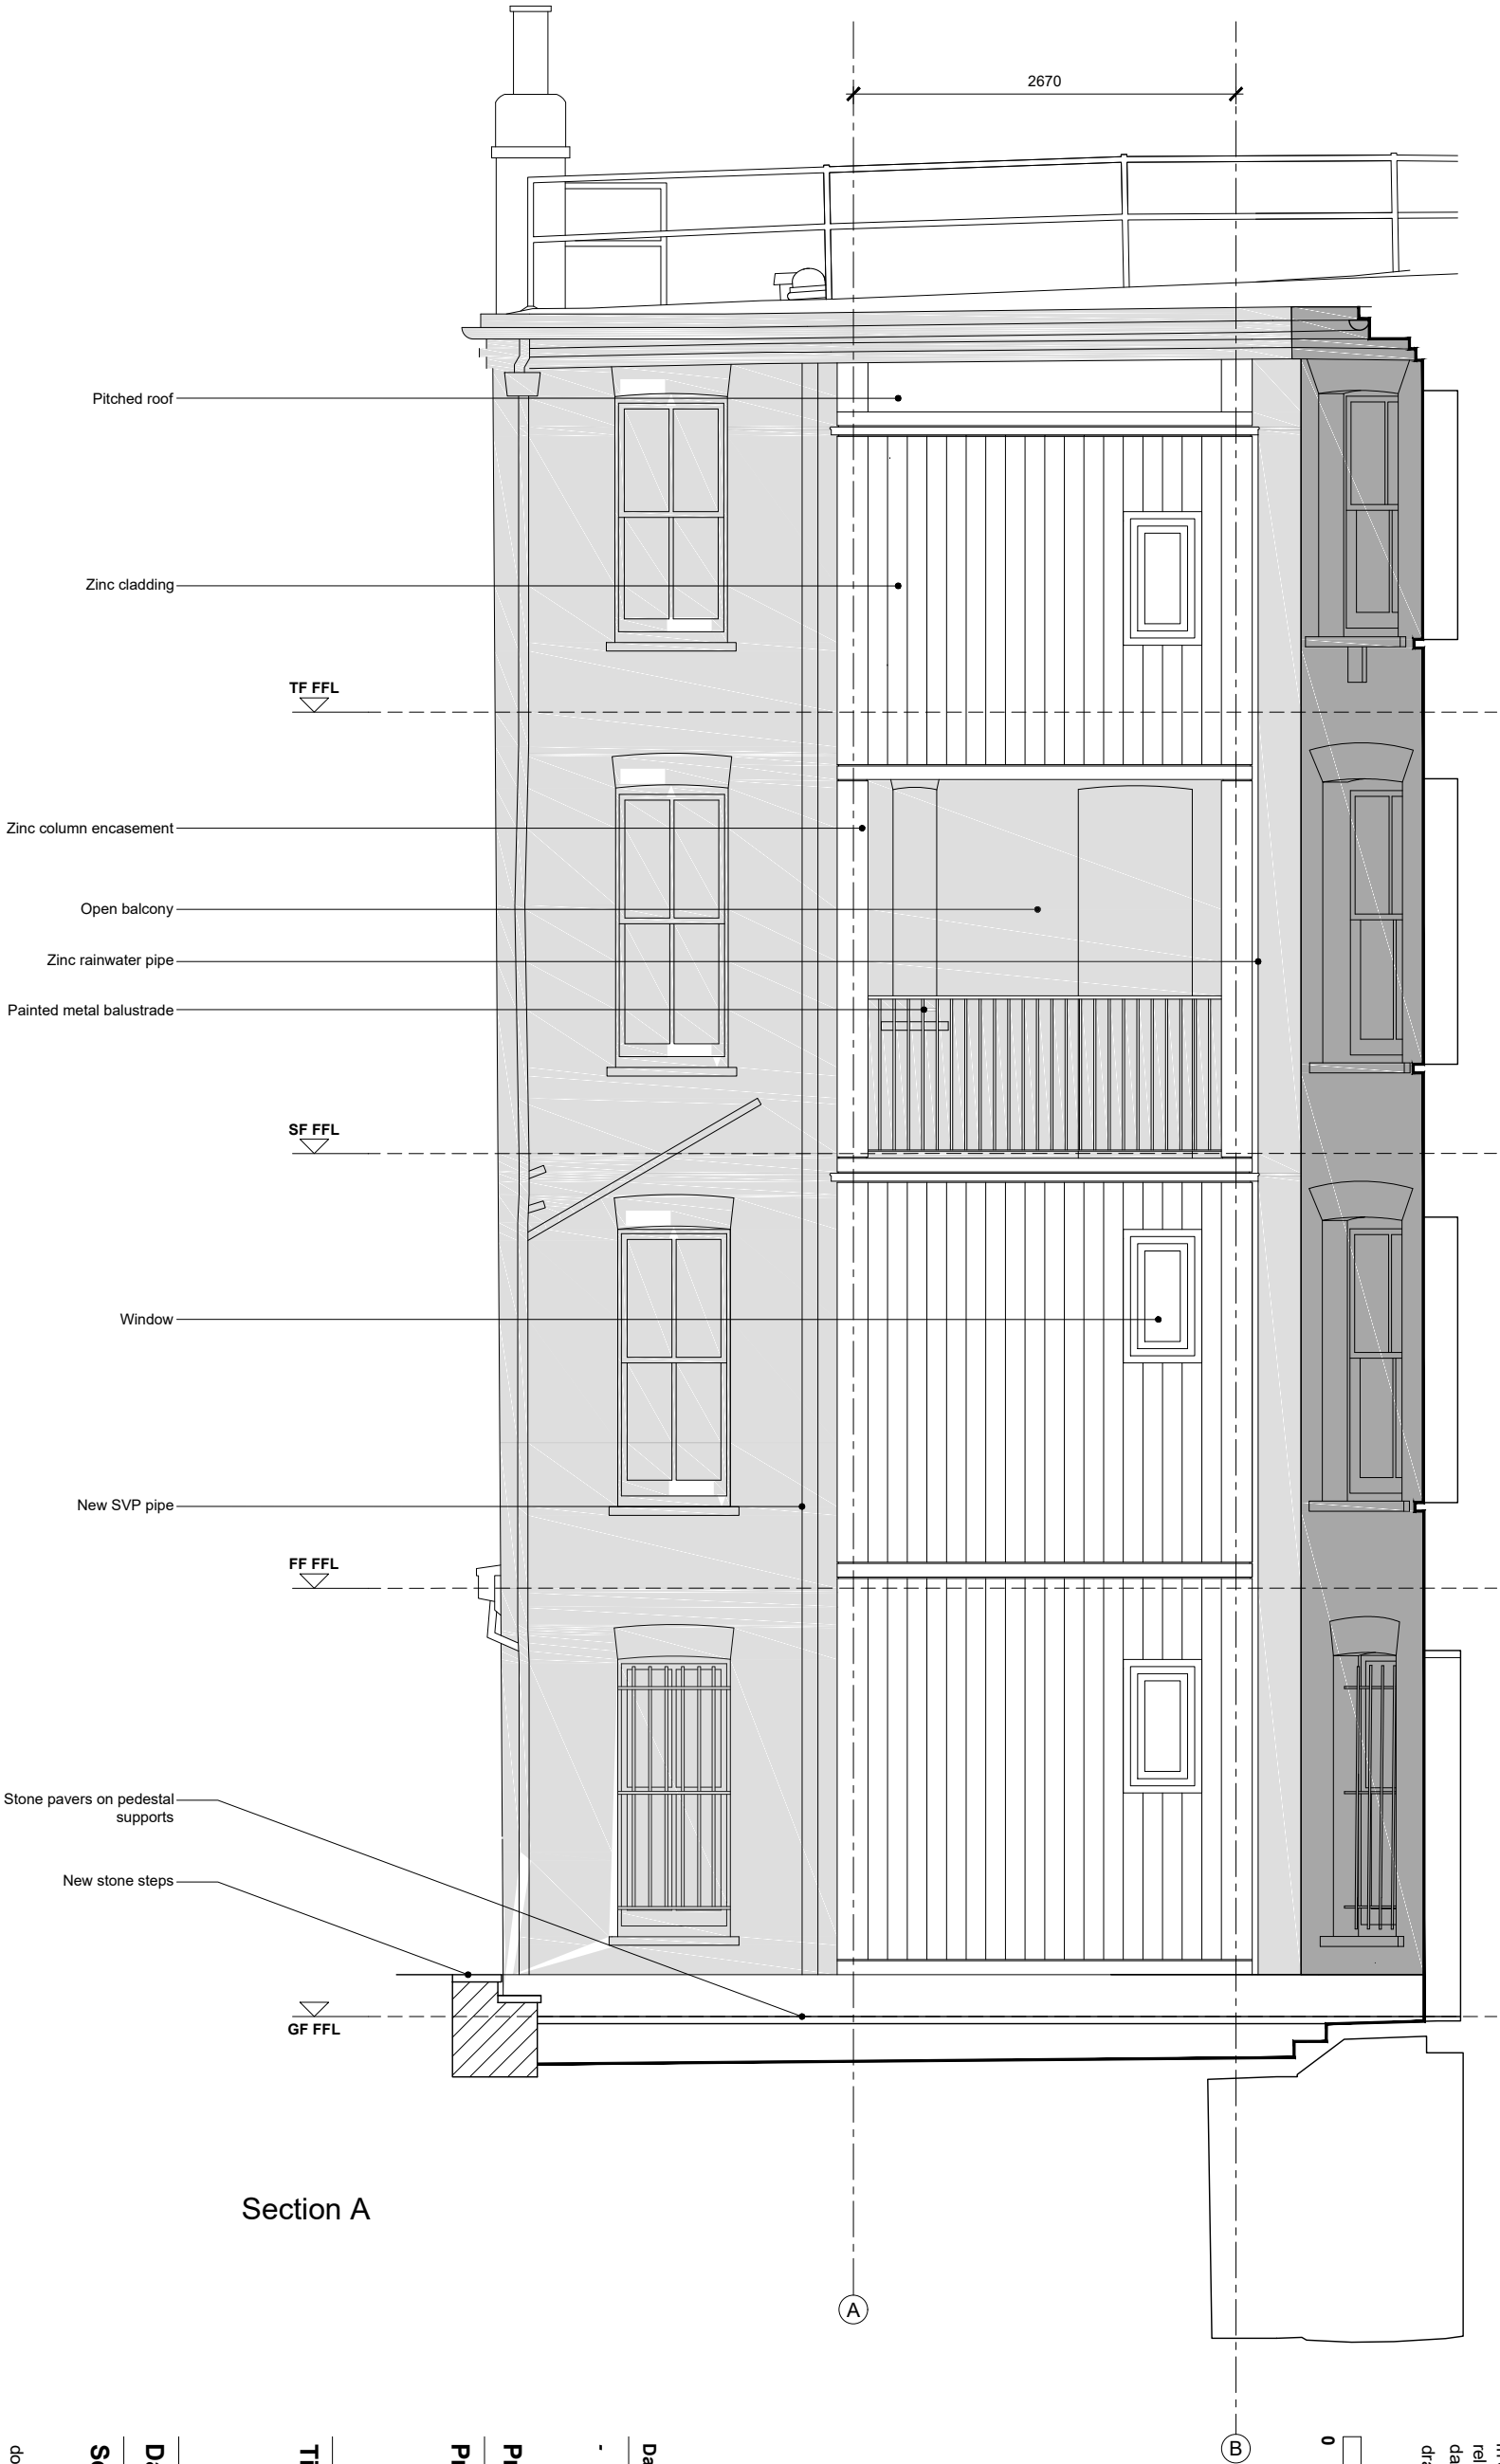 2670
Pitched roof
Zinc cladding
TF FFL
Zinc column encasement
Open balcony
Zinc rainwater pipe
Painted metal balustrade
SF FFL
Window
New SVP pipe
FF FFL
Stone pavers on pedestal
supports
New stone steps
GF FFL
Section A
A
B
0